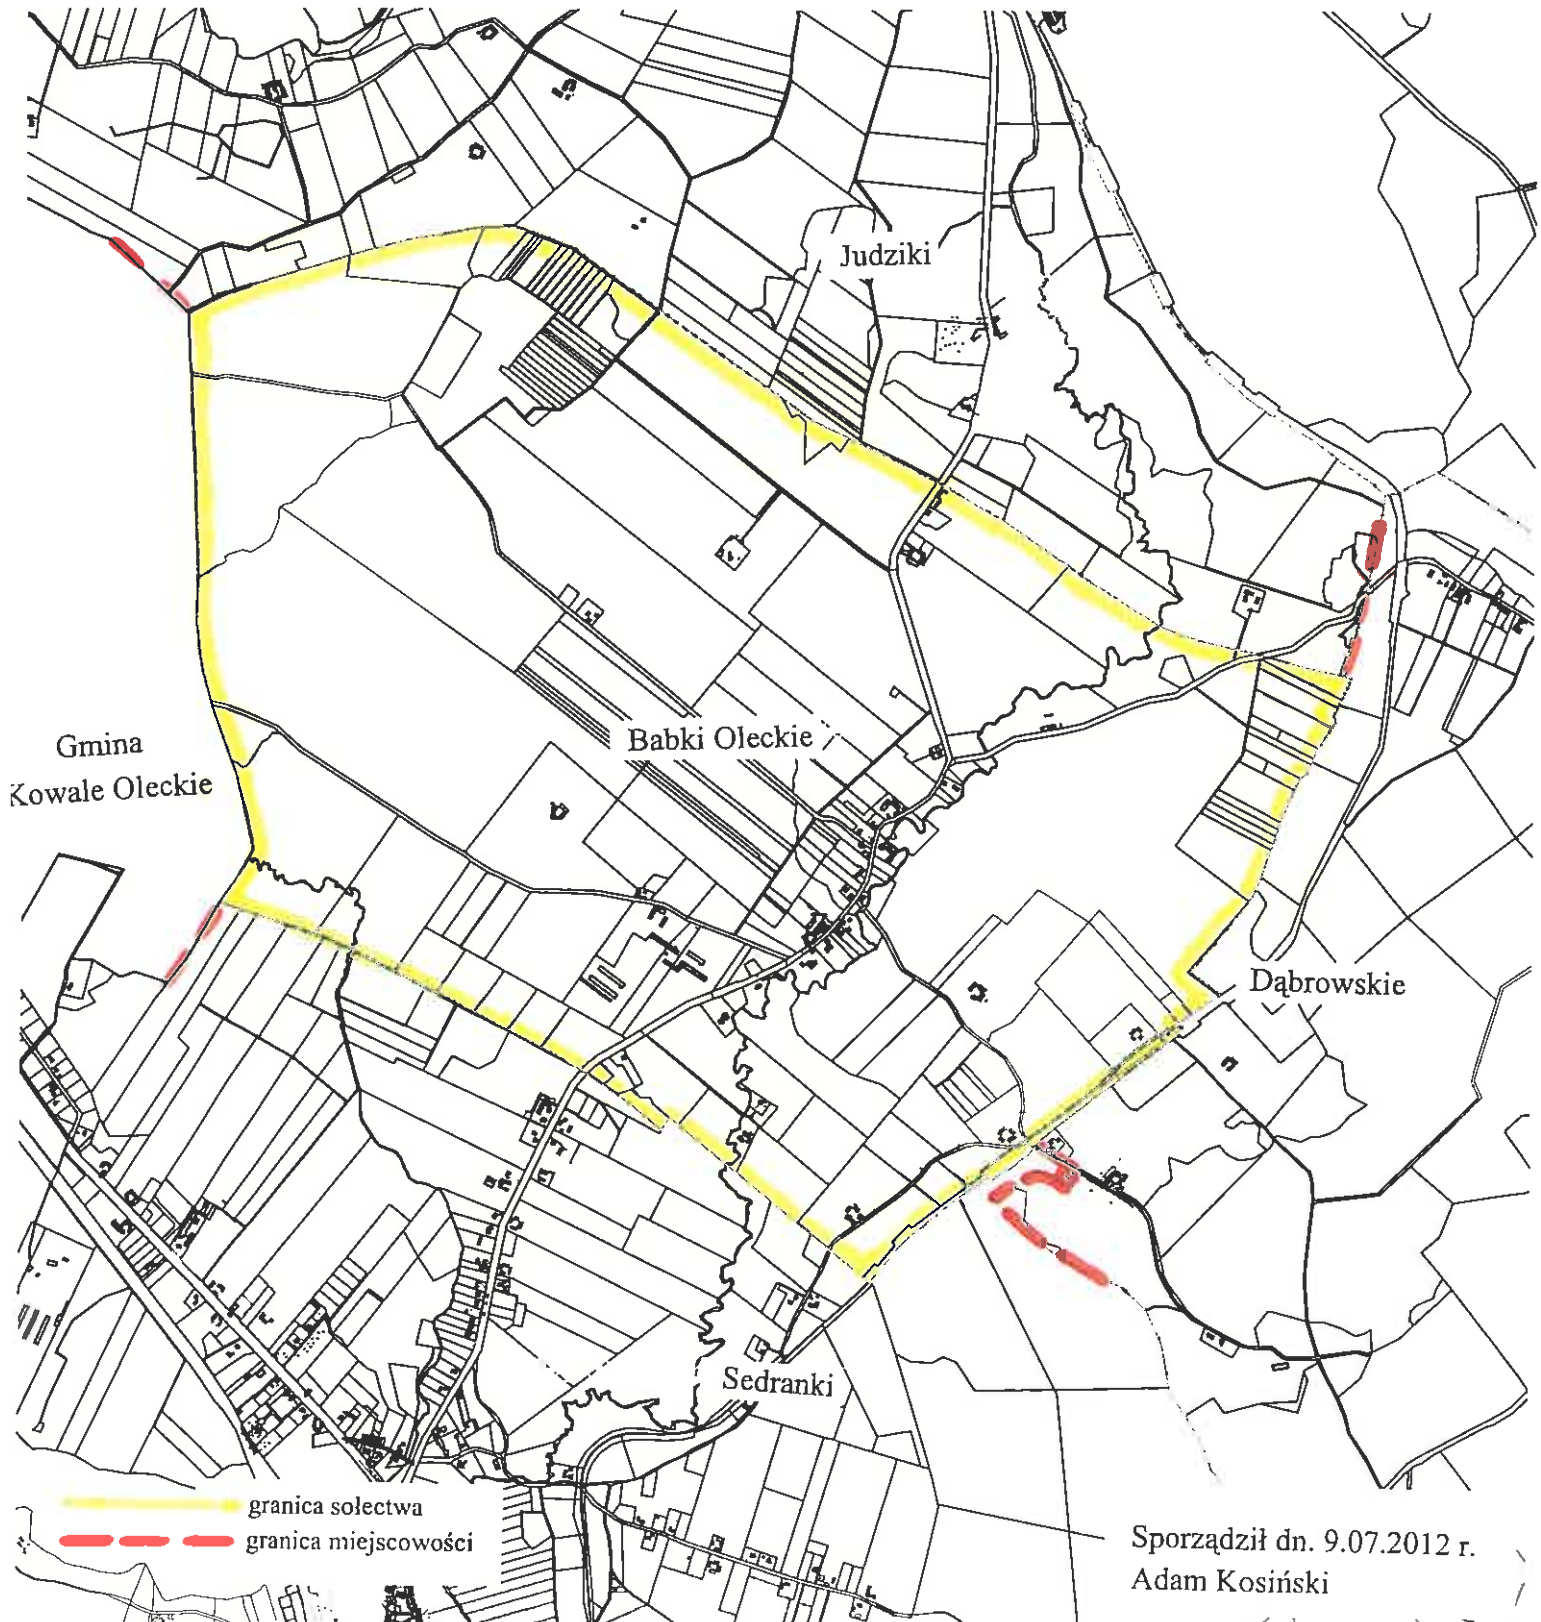 Judziki
Babki Oleckie
Gmina
Kowale Oleckie
Dąbrowskie
Sedranki
granica sołectwa
granica miejscowości
Sporządził dn. 9.07.2012 r.
Adam Kosiński